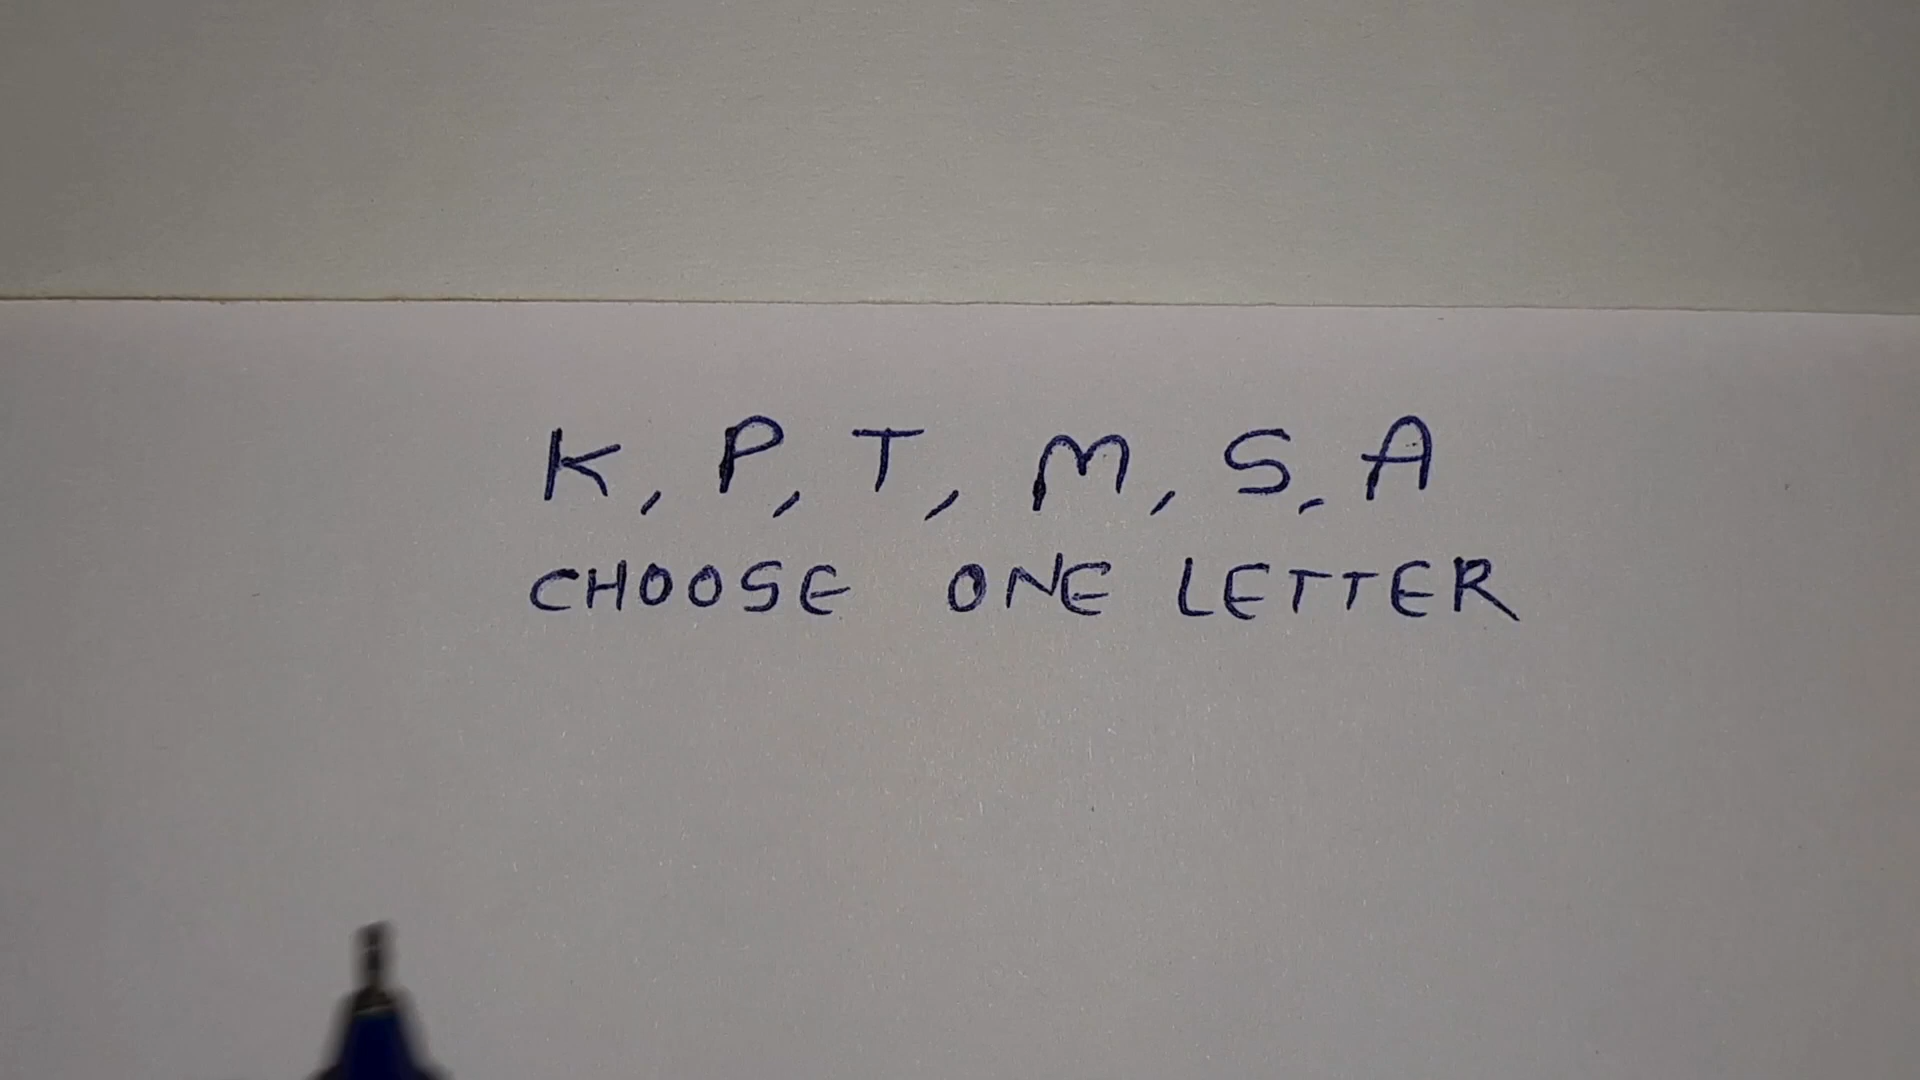 K, P, T, M, S, A
CHOOSE ONE LETTER